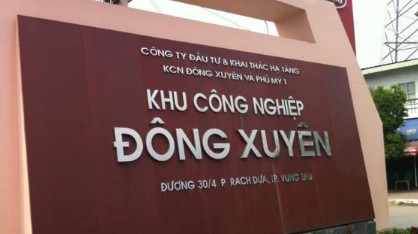 CÔNG TY ĐẦU TƯ & KHAI THÁC HẠ TẦNG
KCN ĐÔNG XUYÊN VÀ PHÚ MỸ 1
KHU CÔNG NGHIỆP
ĐÔNG XUYÊN
ĐƯỜNG 30/4 P RẠCH DỪA, TP. VŨNG TÀU